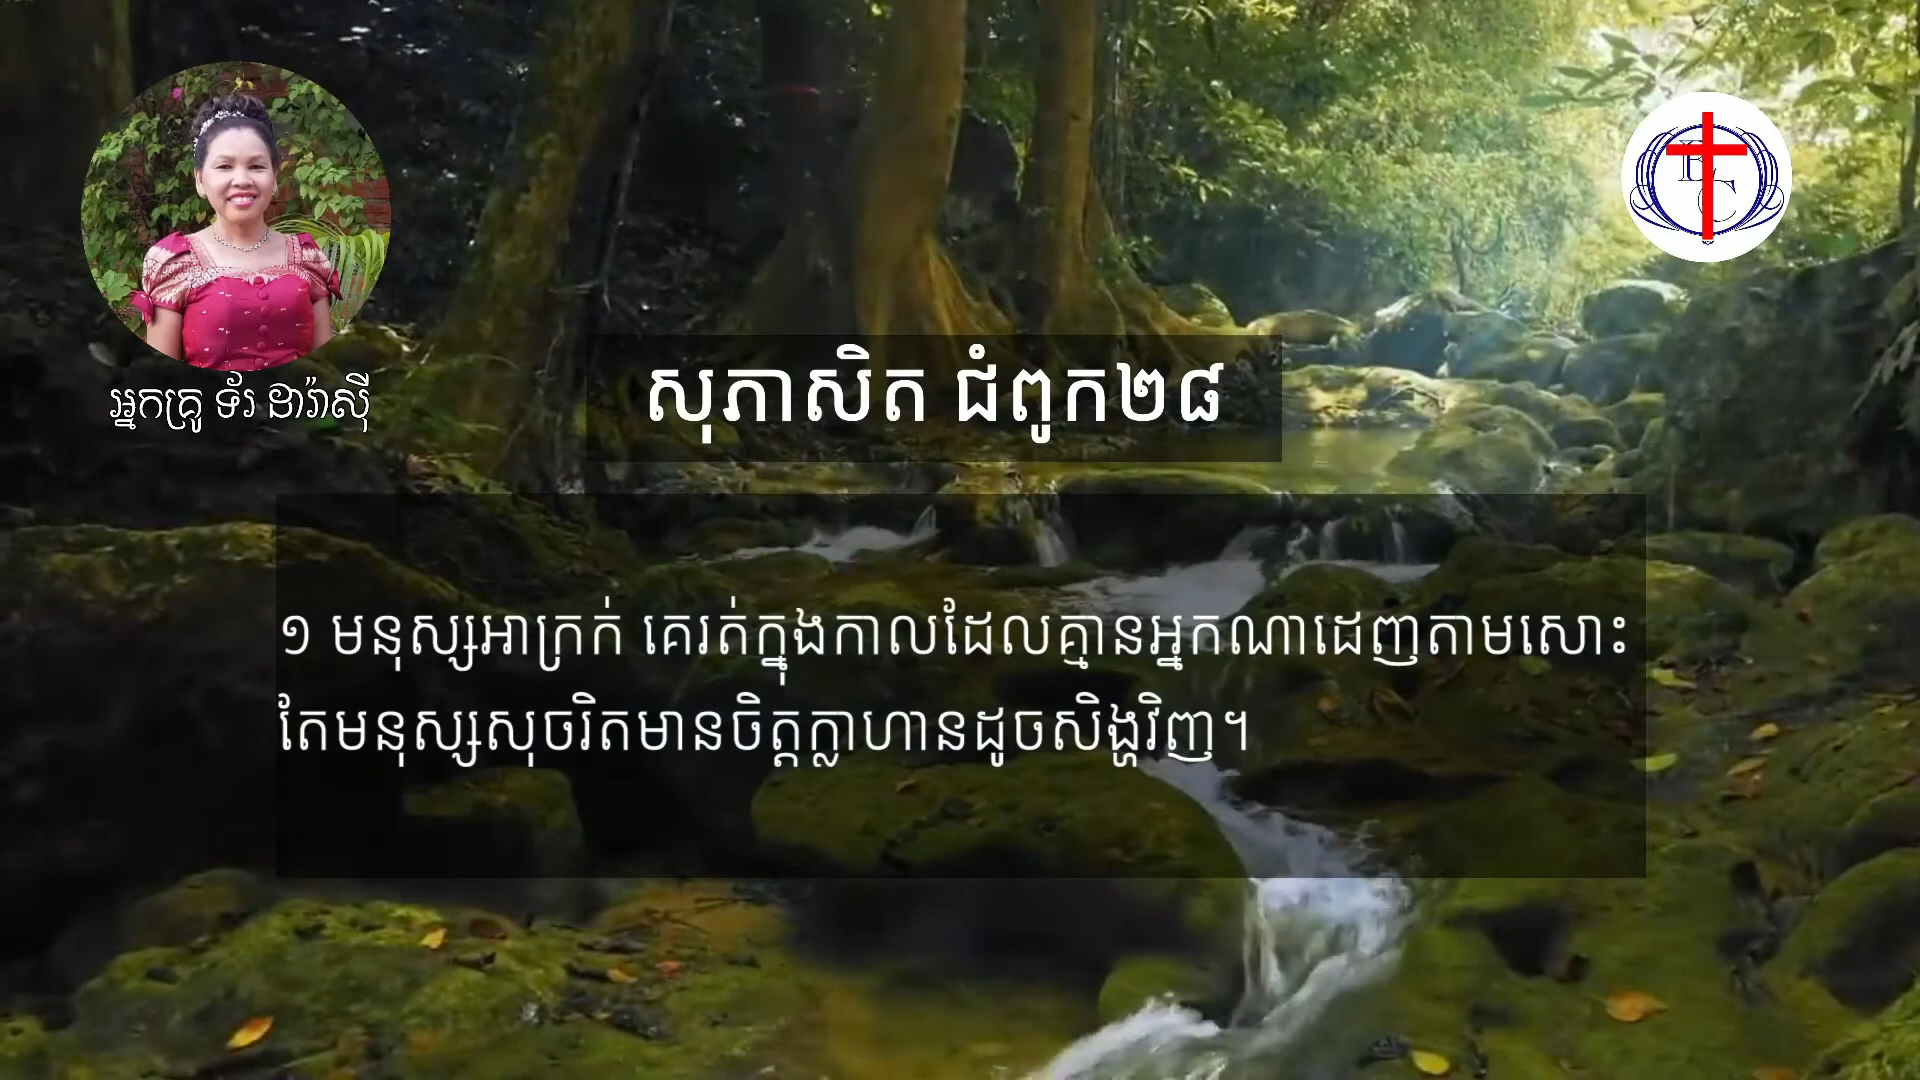 អ្នកគ្រូ ទ័រ ដារ៉ាស៊ី
E
C
សុភាសិត ជំពូក២៨
១ មនុស្សអាក្រក់ គេរត់ក្នុងកាលដែលគ្មានអ្នកណាដេញតាមសោះ
តែមនុស្សសុចរិតមានចិត្តក្លាហានដូចសិង្ហវិញ។